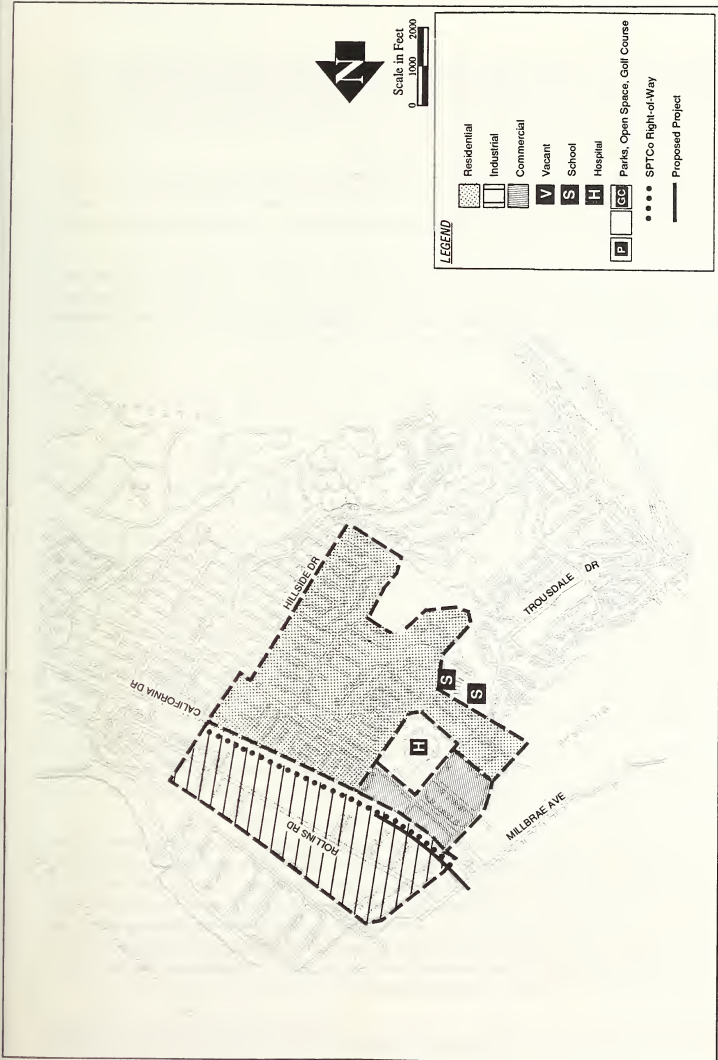 N
Scale in Feet
0 1000 2000
LEGEND
Residential
Industrial
Commercial
V Vacant
S School
H Hospital
P GC Parks, Open Space, Golf Course
SPTCo Right-of-Way
Proposed Project
HILLSIDE DR
CALIFORNIA DR
TROUSDALE DR
S
S
H
ROLLINS RD
MILLBRAE AVE